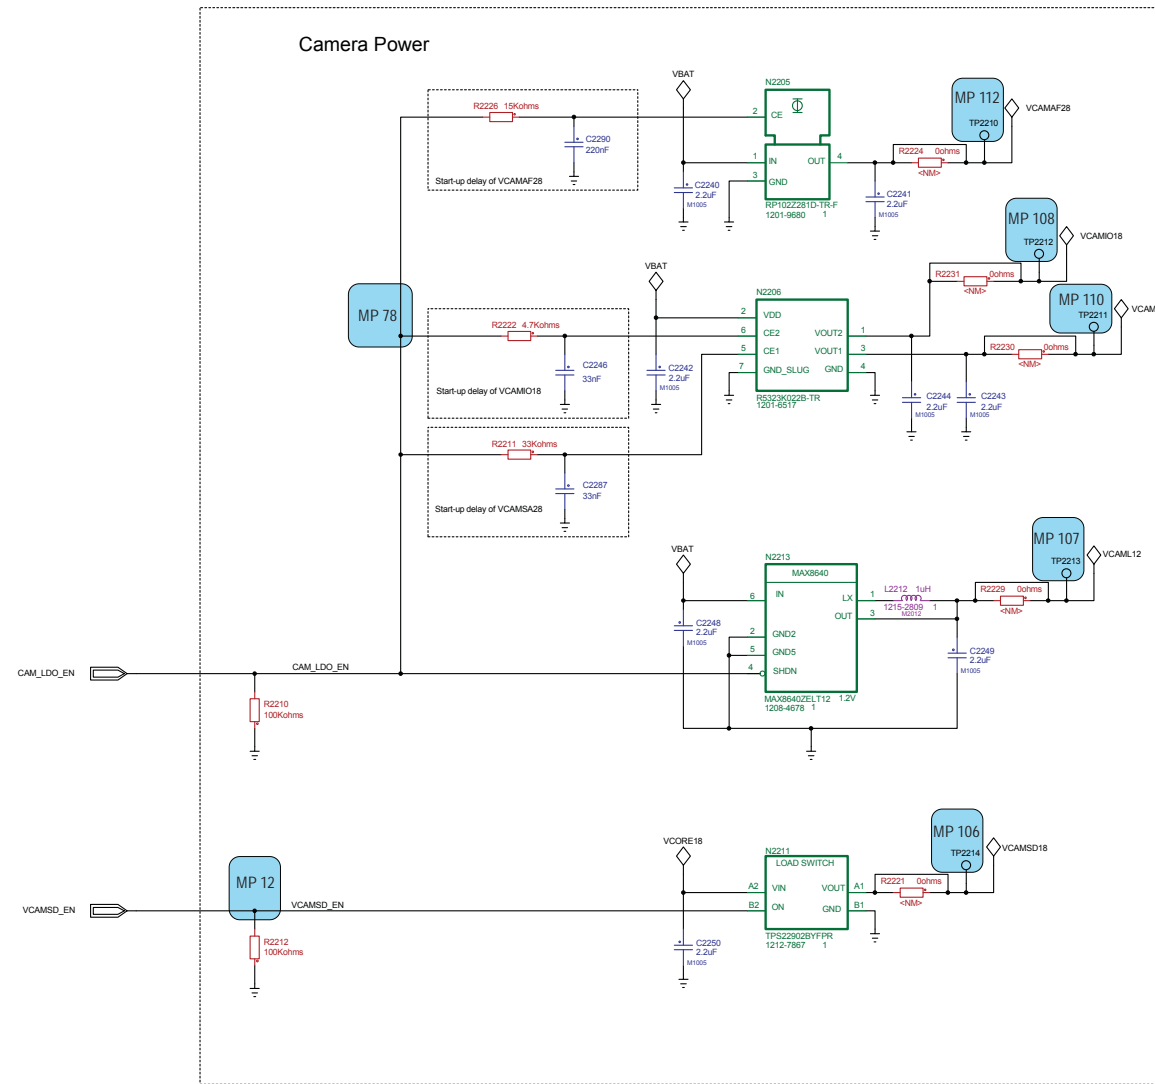 Camera Power
VBAT
N2205
MP 112
TP2210
VCAMAF28
R2226 15Kohms
2
CE
C2290
220nF
Start-up delay of VCAMAF28
1
IN
OUT
4
R2224 0ohms
<NM>
3
GND
C2240
2.2uF
M1005
C2241
2.2uF
M1005
RP102Z281D-TR-F
1201-9680 1
MP 108
TP2212
VCAMIO18
VBAT
R2231 0ohms
<NM>
MP 78
N2206
MP 110
TP2211
VCAM
R2222 4.7Kohms
2
VDD
6
CE2
VOUT2
1
5
CE1
VOUT1
3
R2230 0ohms
<NM>
7
GND_SLUG
GND
4
C2246
33nF
C2242
2.2uF
M1005
Start-up delay of VCAMIO18
R5323K022B-TR
1201-6517
C2244
2.2uF
M1005
C2243
2.2uF
M1005
R2211 33Kohms
C2287
33nF
Start-up delay of VCAMSA28
MP 107
TP2213
VCAML12
VBAT
N2213
MAX8640
L2212 1uH
1215-2809 1
M2012
R2229 0ohms
<NM>
6
IN
LX
1
OUT
3
C2248
2.2uF
M1005
2
GND2
5
GND5
4
SHDN
C2249
2.2uF
M1005
CAM_LDO_EN
CAM_LDO_EN
MAX8640ZELT12 1.2V
1208-4678 1
R2210
100Kohms
MP 106
TP2214
VCAMSD18
VCORE18
N2211
LOAD SWITCH
MP 12
A2
VIN
VOUT
A1
R2221 0ohms
<NM>
VCAMSD_EN
VCAMSD_EN
B2
ON
GND
B1
R2212
100Kohms
C2250
2.2uF
M1005
TPS22902BYFPR
1212-7867 1